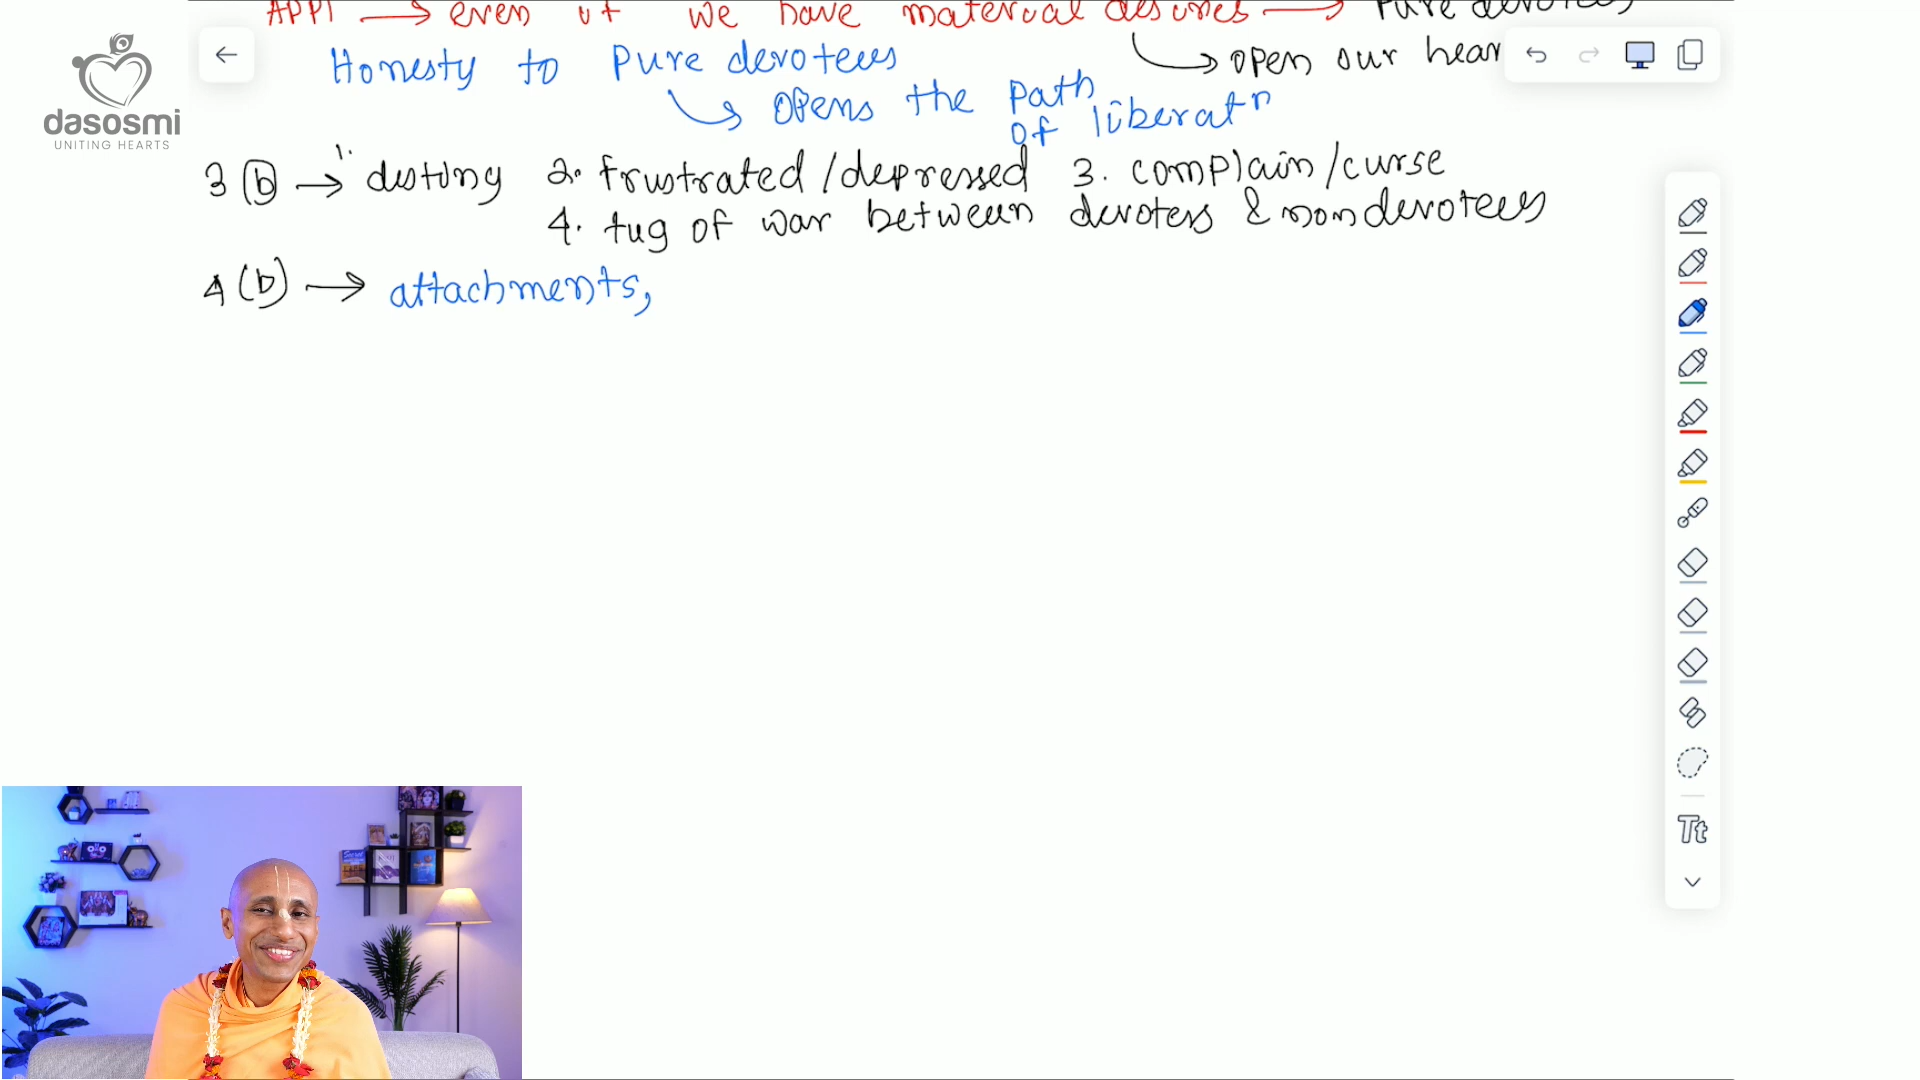 APPI → even if we have material desires → Pure devotees
dasosmi
UNITING HEARTS
Honesty to Pure devotees
↳ open our hear
↳ opens the path of liberatn
3 (b) → 1. destiny 2. frustrated/depressed 3. complain/curse
4. tug of war between devotees & nondevotees
4 (b) → attachments,
Tt